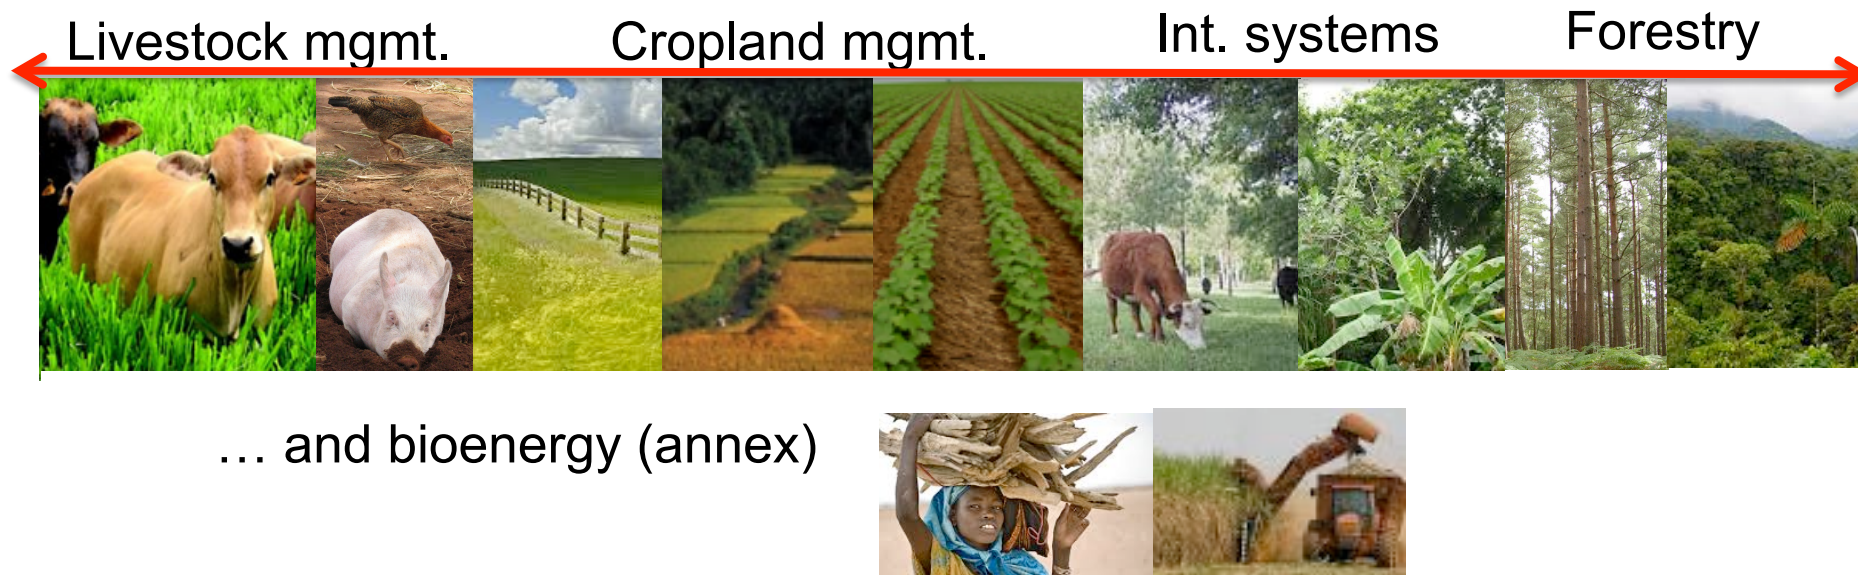 Livestock mgmt.
Cropland mgmt.
Int. systems
Forestry
… and bioenergy (annex)